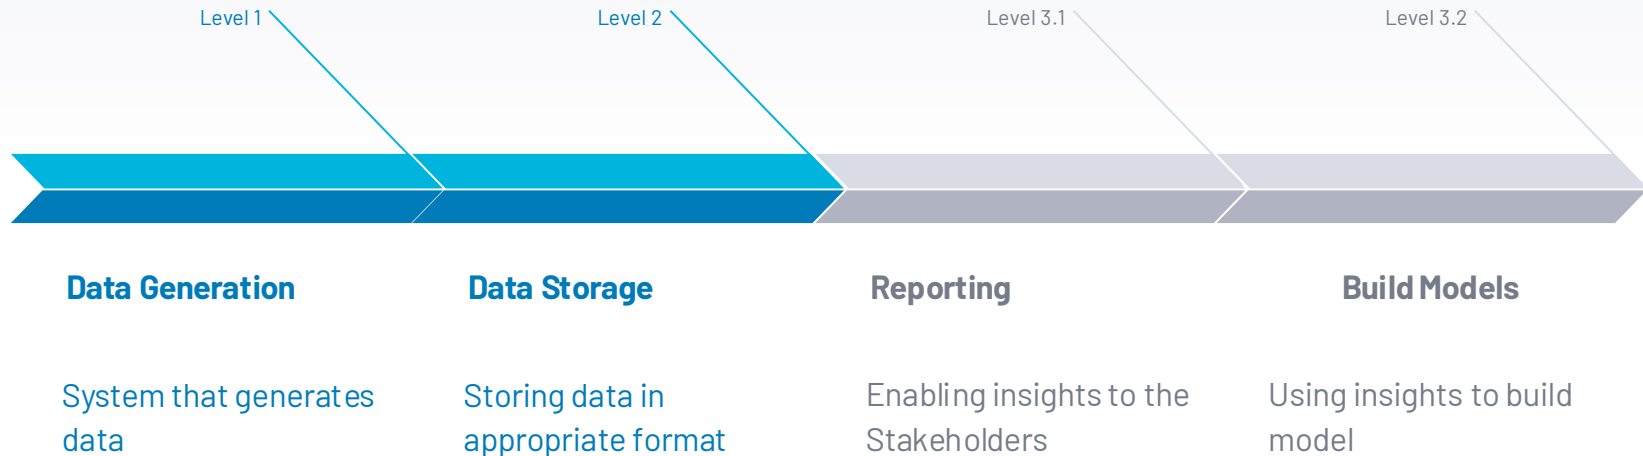 Level 1
Level 2
Level 3.1
Level 3.2
Data Generation
Data Storage
Reporting
Build Models
System that generates
data
Storing data in
appropriate format
Enabling insights to the
Stakeholders
Using insights to build
model